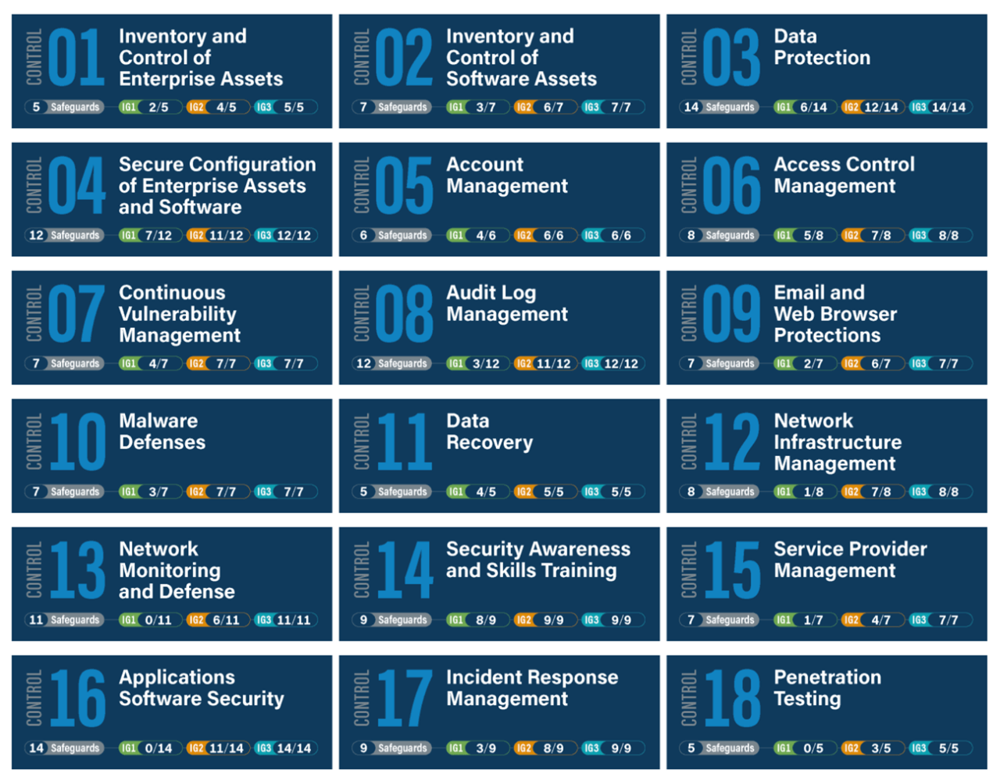 CONTROL 01
Inventory and
Control of
Enterprise Assets
5 Safeguards IG1 2/5 IG2 4/5 IG3 5/5
CONTROL 02
Inventory and
Control of
Software Assets
7 Safeguards IG1 3/7 IG2 6/7 IG3 7/7
CONTROL 03
Data
Protection
14 Safeguards IG1 6/14 IG2 12/14 IG3 14/14
CONTROL 04
Secure Configuration
of Enterprise Assets
and Software
12 Safeguards IG1 7/12 IG2 11/12 IG3 12/12
CONTROL 05
Account
Management
6 Safeguards IG1 4/6 IG2 6/6 IG3 6/6
CONTROL 06
Access Control
Management
8 Safeguards IG1 5/8 IG2 7/8 IG3 8/8
CONTROL 07
Continuous
Vulnerability
Management
7 Safeguards IG1 4/7 IG2 7/7 IG3 7/7
CONTROL 08
Audit Log
Management
12 Safeguards IG1 3/12 IG2 11/12 IG3 12/12
CONTROL 09
Email and
Web Browser
Protections
7 Safeguards IG1 2/7 IG2 6/7 IG3 7/7
CONTROL 10
Malware
Defenses
7 Safeguards IG1 3/7 IG2 7/7 IG3 7/7
CONTROL 11
Data
Recovery
5 Safeguards IG1 4/5 IG2 5/5 IG3 5/5
CONTROL 12
Network
Infrastructure
Management
8 Safeguards IG1 1/8 IG2 7/8 IG3 8/8
CONTROL 13
Network
Monitoring
and Defense
11 Safeguards IG1 0/11 IG2 6/11 IG3 11/11
CONTROL 14
Security Awareness
and Skills Training
9 Safeguards IG1 8/9 IG2 9/9 IG3 9/9
CONTROL 15
Service Provider
Management
7 Safeguards IG1 1/7 IG2 4/7 IG3 7/7
CONTROL 16
Applications
Software Security
14 Safeguards IG1 0/14 IG2 11/14 IG3 14/14
CONTROL 17
Incident Response
Management
9 Safeguards IG1 3/9 IG2 8/9 IG3 9/9
CONTROL 18
Penetration
Testing
5 Safeguards IG1 0/5 IG2 3/5 IG3 5/5